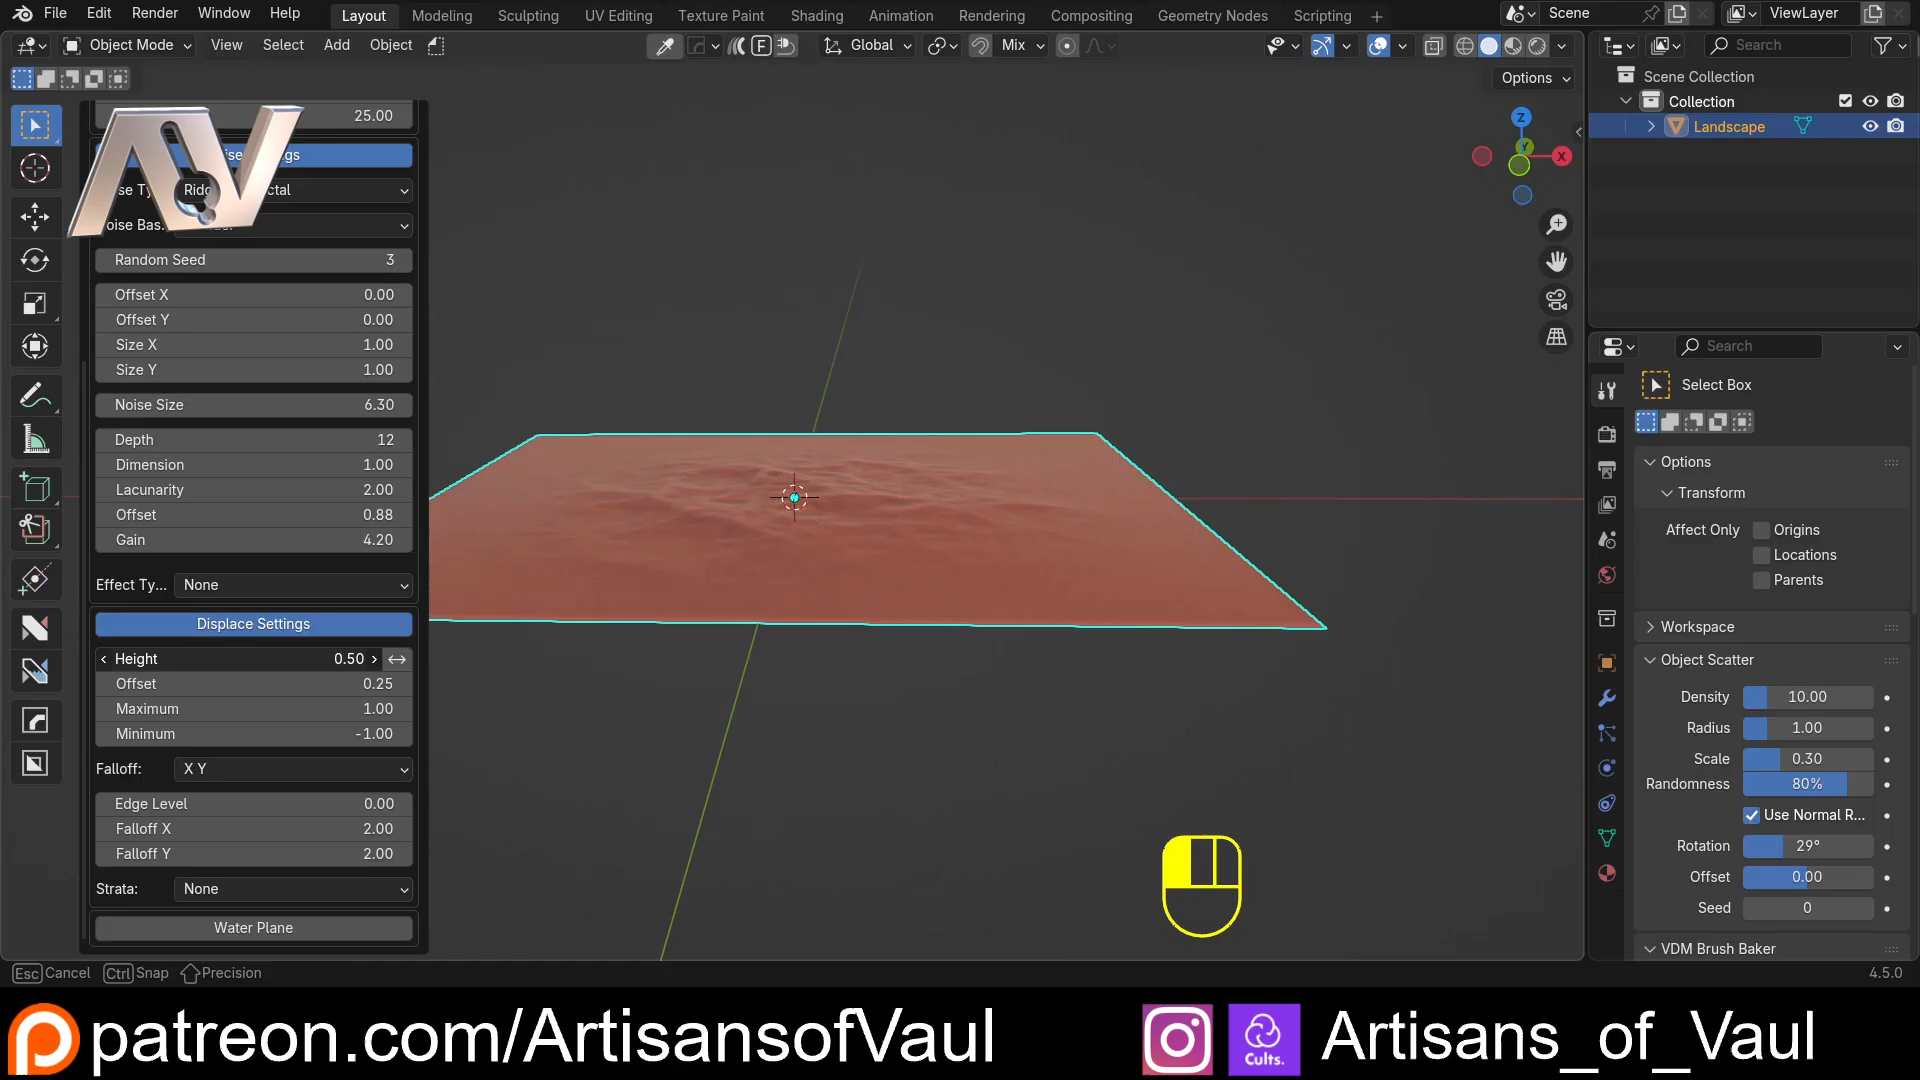 File Edit Render Window Help Layout Modeling Sculpting UV Editing Texture Paint Shading Animation Rendering Compositing Geometry Nodes Scripting + Scene ViewLayer
Object Mode View Select Add Object Global Mix Search
Options
Scene Collection
Collection
Landscape
25.00
Random Seed 3
Offset X 0.00
Offset Y 0.00
Size X 1.00
Size Y 1.00
Noise Size 6.30
Depth 12
Dimension 1.00
Lacunarity 2.00
Offset 0.88
Gain 4.20
Effect Ty... None
Displace Settings
Height 0.50
Offset 0.25
Maximum 1.00
Minimum -1.00
Falloff: X Y
Edge Level 0.00
Falloff X 2.00
Falloff Y 2.00
Strata: None
Water Plane
Z
Y
X
Search
Select Box
Options
Transform
Affect Only Origins
Locations
Parents
Workspace
Object Scatter
Density 10.00
Radius 1.00
Scale 0.30
Randomness 80%
Use Normal R...
Rotation 29°
Offset 0.00
Seed 0
VDM Brush Baker
Esc Cancel Ctrl Snap Precision 4.5.0
patreon.com/ArtisansofVaul
Cults.
Artisans_of_Vaul